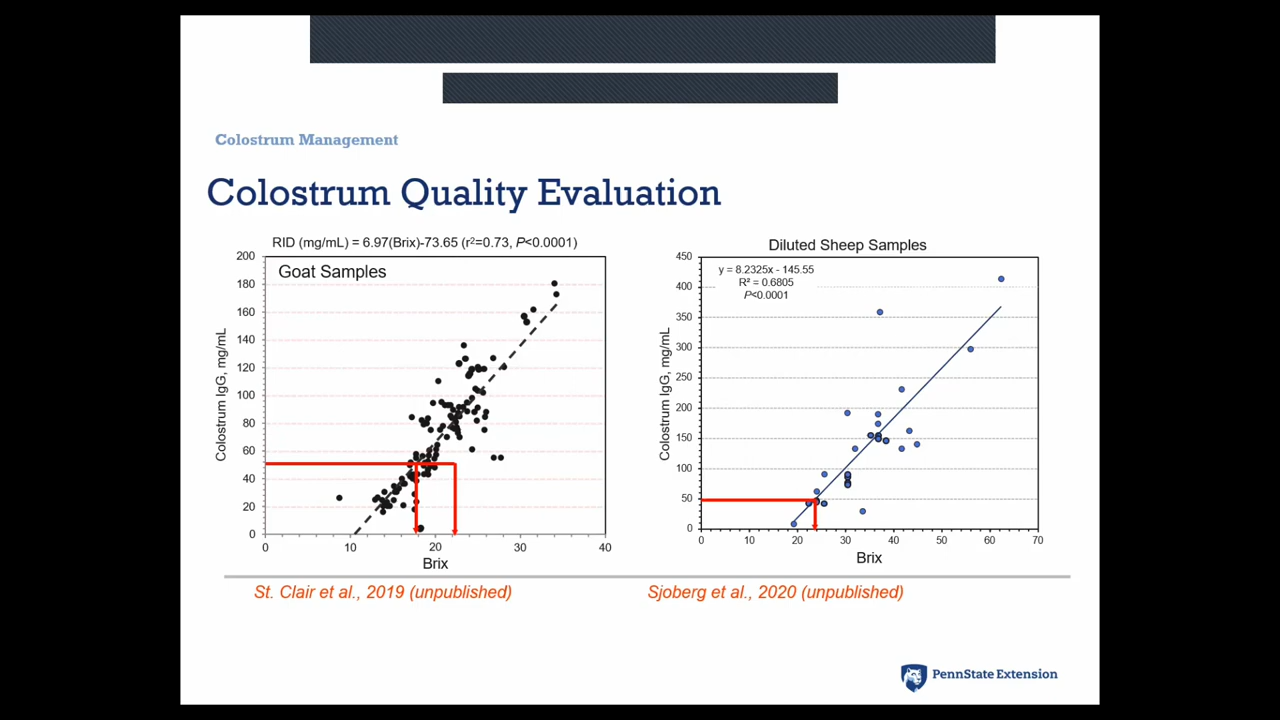 Colostrum Management
Colostrum Quality Evaluation
RID (mg/mL) = 6.97(Brix)-73.65 (r²=0.73, P<0.0001)
Goat Samples
Colostrum IgG, mg/mL
200
180
160
140
120
100
80
60
40
20
0
0 10 20 30 40
Brix
St. Clair et al., 2019 (unpublished)
Diluted Sheep Samples
y = 8.2325x - 145.55
R² = 0.6805
P<0.0001
Colostrum IgG, mg/mL
450
400
350
300
250
200
150
100
50
0
0 10 20 30 40 50 60 70
Brix
Sjoberg et al., 2020 (unpublished)
PennState Extension